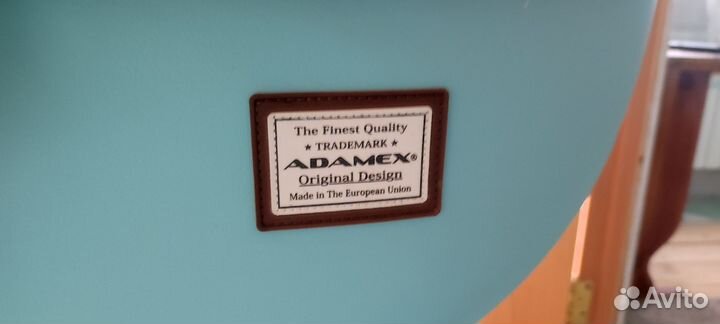 The Finest Quality
★ TRADEMARK ★
ADAMEX®
Original Design
Made in The European Union
Avito